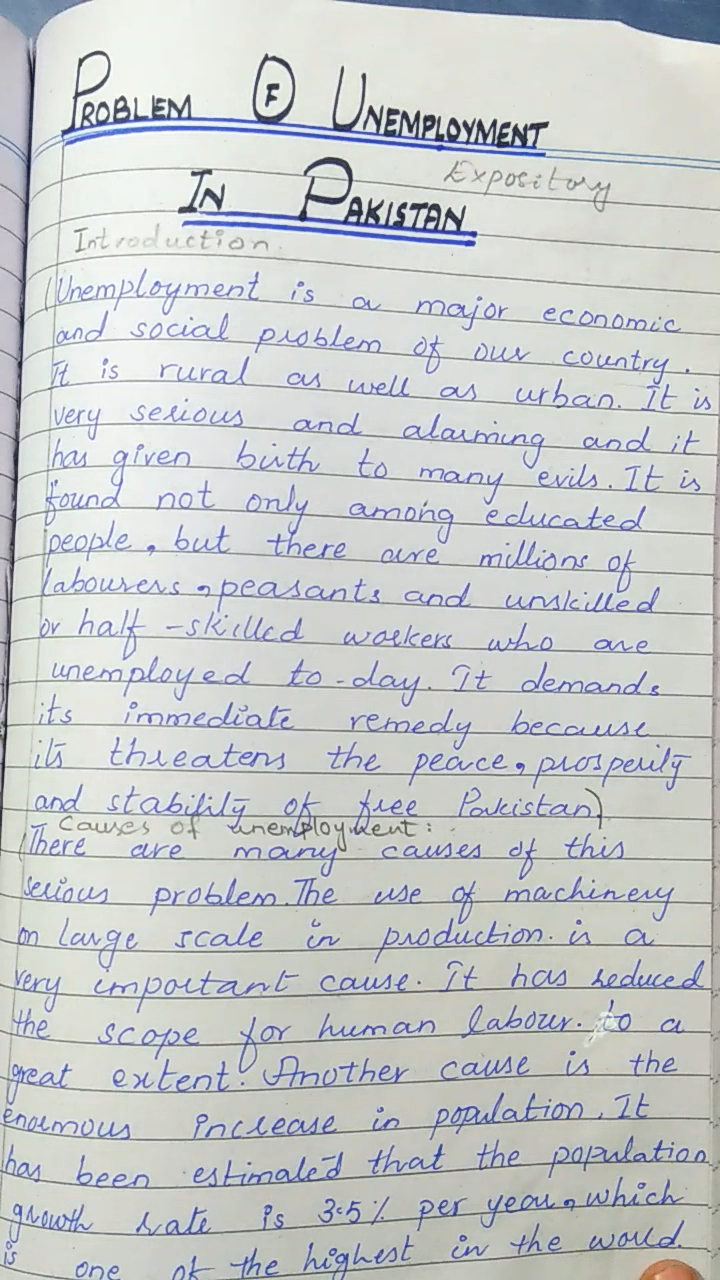 PROBLEM OF UNEMPLOYMENT
Expository
IN PAKISTAN
Introduction
(Unemployment is a major economic
and social problem of our country.
It is rural as well as urban. It is
very serious and alarming and it
has given birth to many evils. It is
found not only among educated
people, but there are millions of
labourers, peasants and unskilled
or half-skilled workers who are
unemployed to-day. It demands
its immediate remedy because
its threatens the peace, prosperity
and stability of free Pakistan)
Causes of unemployment:
(There are many causes of this
serious problem. The use of machinery
on large scale in production. is a
very important cause. It has reduced
the scope for human labour. to a
great extent. Another cause is the
enormous increase in population. It
has been estimated that the population
growth rate is 3.5% per year, which
is one of the highest in the world.